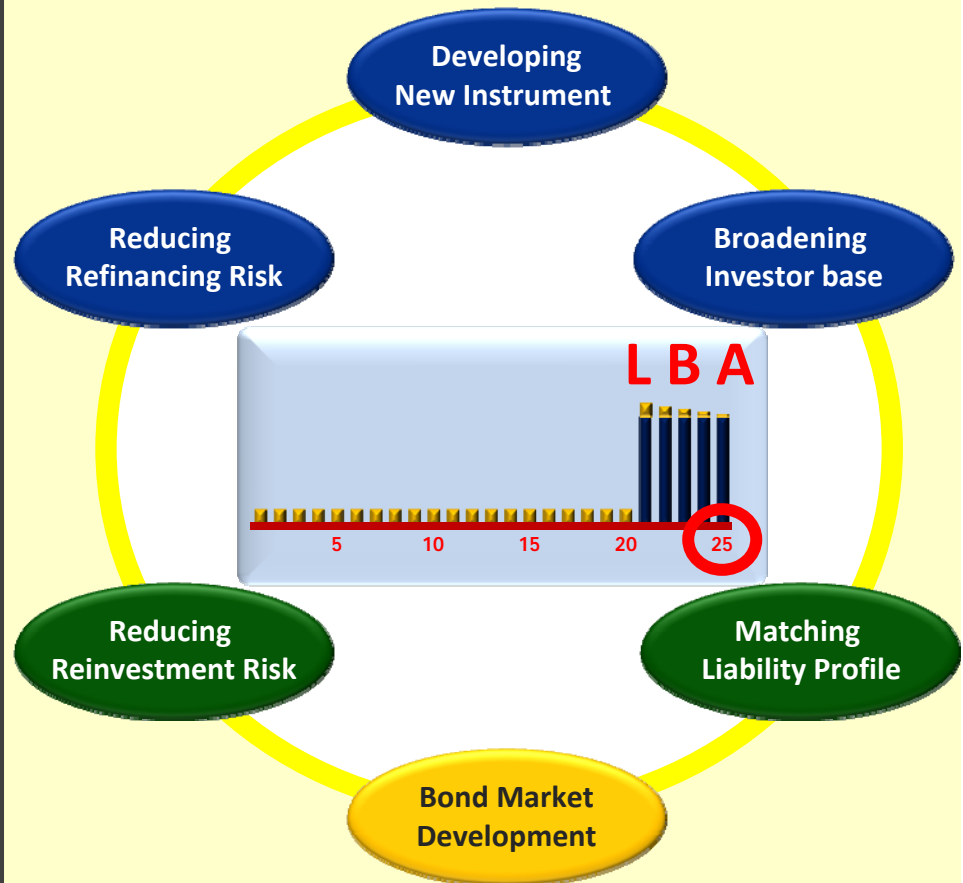 Developing
New Instrument
Reducing
Refinancing Risk
Broadening
Investor base
L B A
5 10 15 20 25
Reducing
Reinvestment Risk
Matching
Liability Profile
Bond Market
Development